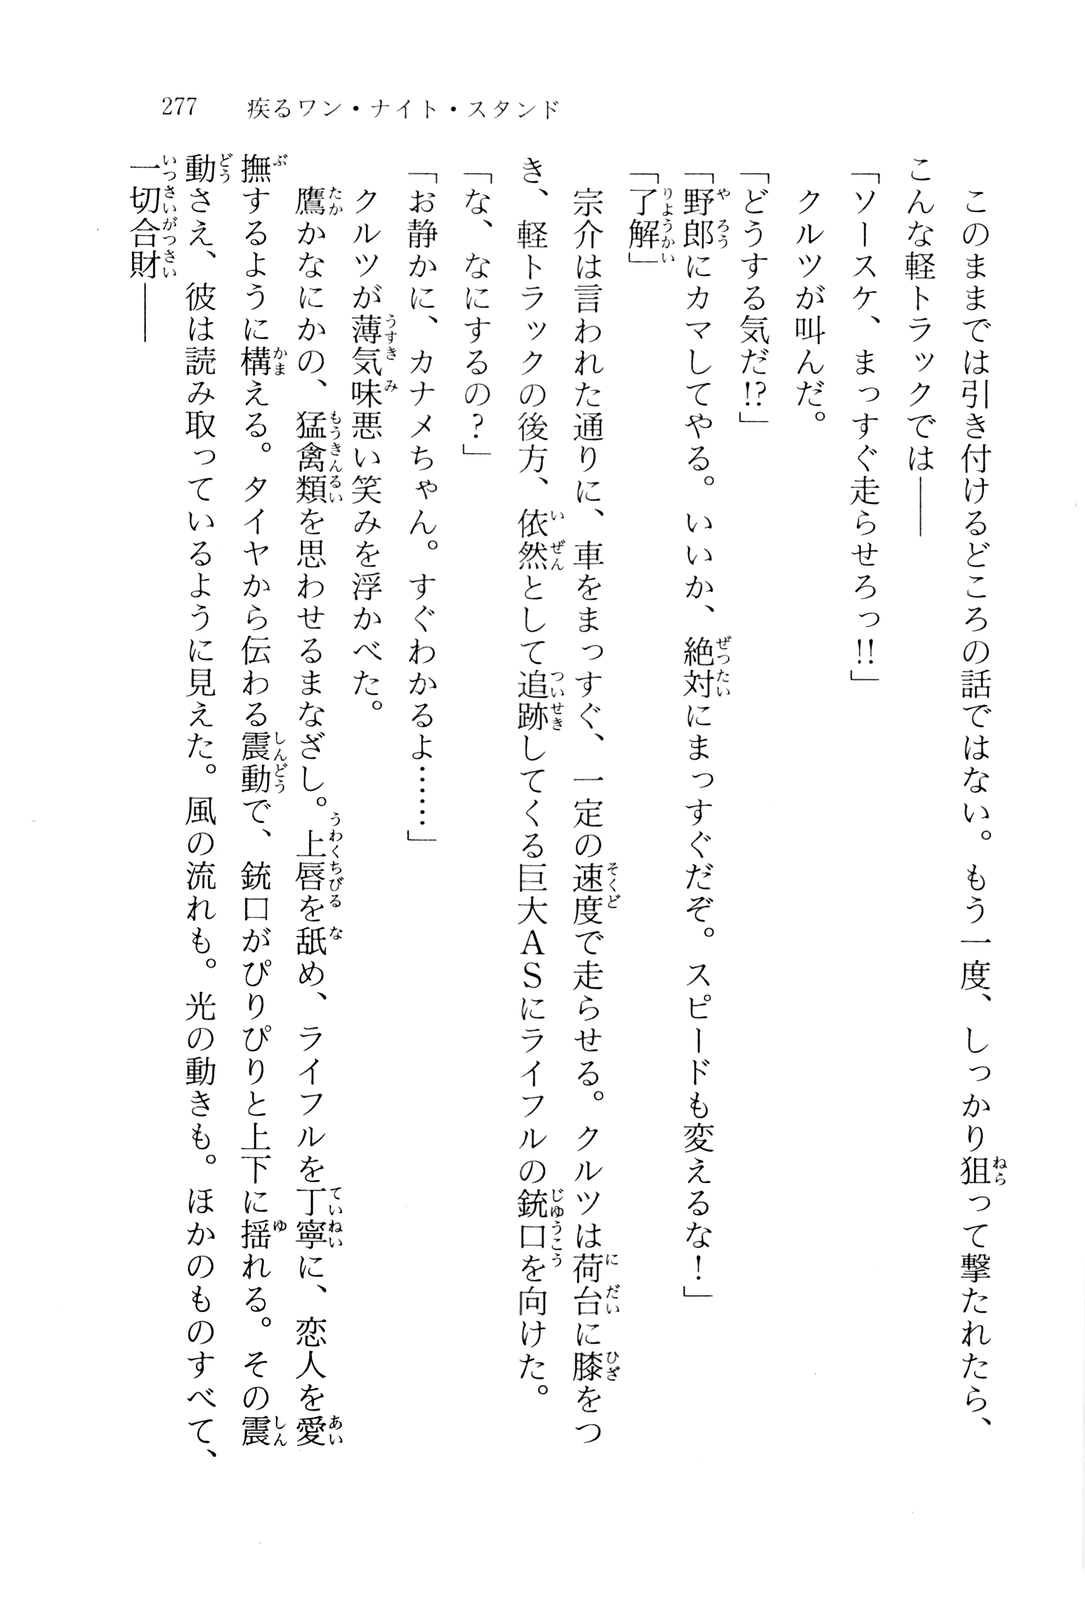 277　疾るワン・ナイト・スタンド
　このままでは引き付けるどころの話ではない。もう一度、しっかり狙って撃たれたら、
こんな軽トラックでは――
「ソースケ、まっすぐ走らせろっ!!」
　クルツが叫んだ。
「どうする気だ!?」
「野郎にカマしてやる。いいか、絶対にまっすぐだぞ。スピードも変えるな！」
「了解」
　宗介は言われた通りに、車をまっすぐ、一定の速度で走らせる。クルツは荷台に膝をつ
き、軽トラックの後方、依然として追跡してくる巨大ＡＳにライフルの銃口を向けた。
「な、なにするの？」
「お静かに、カナメちゃん。すぐわかるよ……」
　クルツが薄気味悪い笑みを浮かべた。
　鷹かなにかの、猛禽類を思わせるまなざし。上唇を舐め、ライフルを丁寧に、恋人を愛
撫するように構える。タイヤから伝わる震動で、銃口がぴりぴりと上下に揺れる。その震
動さえ、彼は読み取っているように見えた。風の流れも。光の動きも。ほかのものすべて、
一切合財――